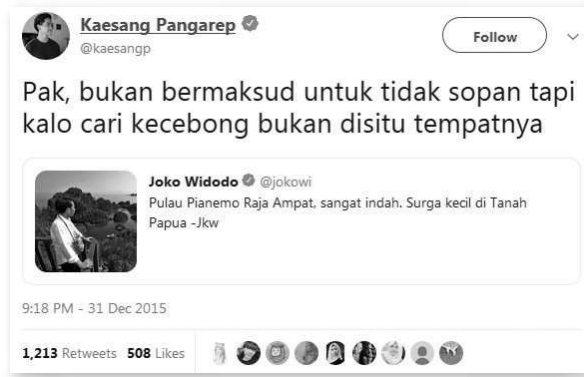 Kaesang Pangarep
@kaesangp
Follow
Pak, bukan bermaksud untuk tidak sopan tapi
kalo cari kecebong bukan disitu tempatnya
Joko Widodo @jokowi
Pulau Pianemo Raja Ampat, sangat indah. Surga kecil di Tanah
Papua -Jkw
9:18 PM - 31 Dec 2015
1,213 Retweets 508 Likes